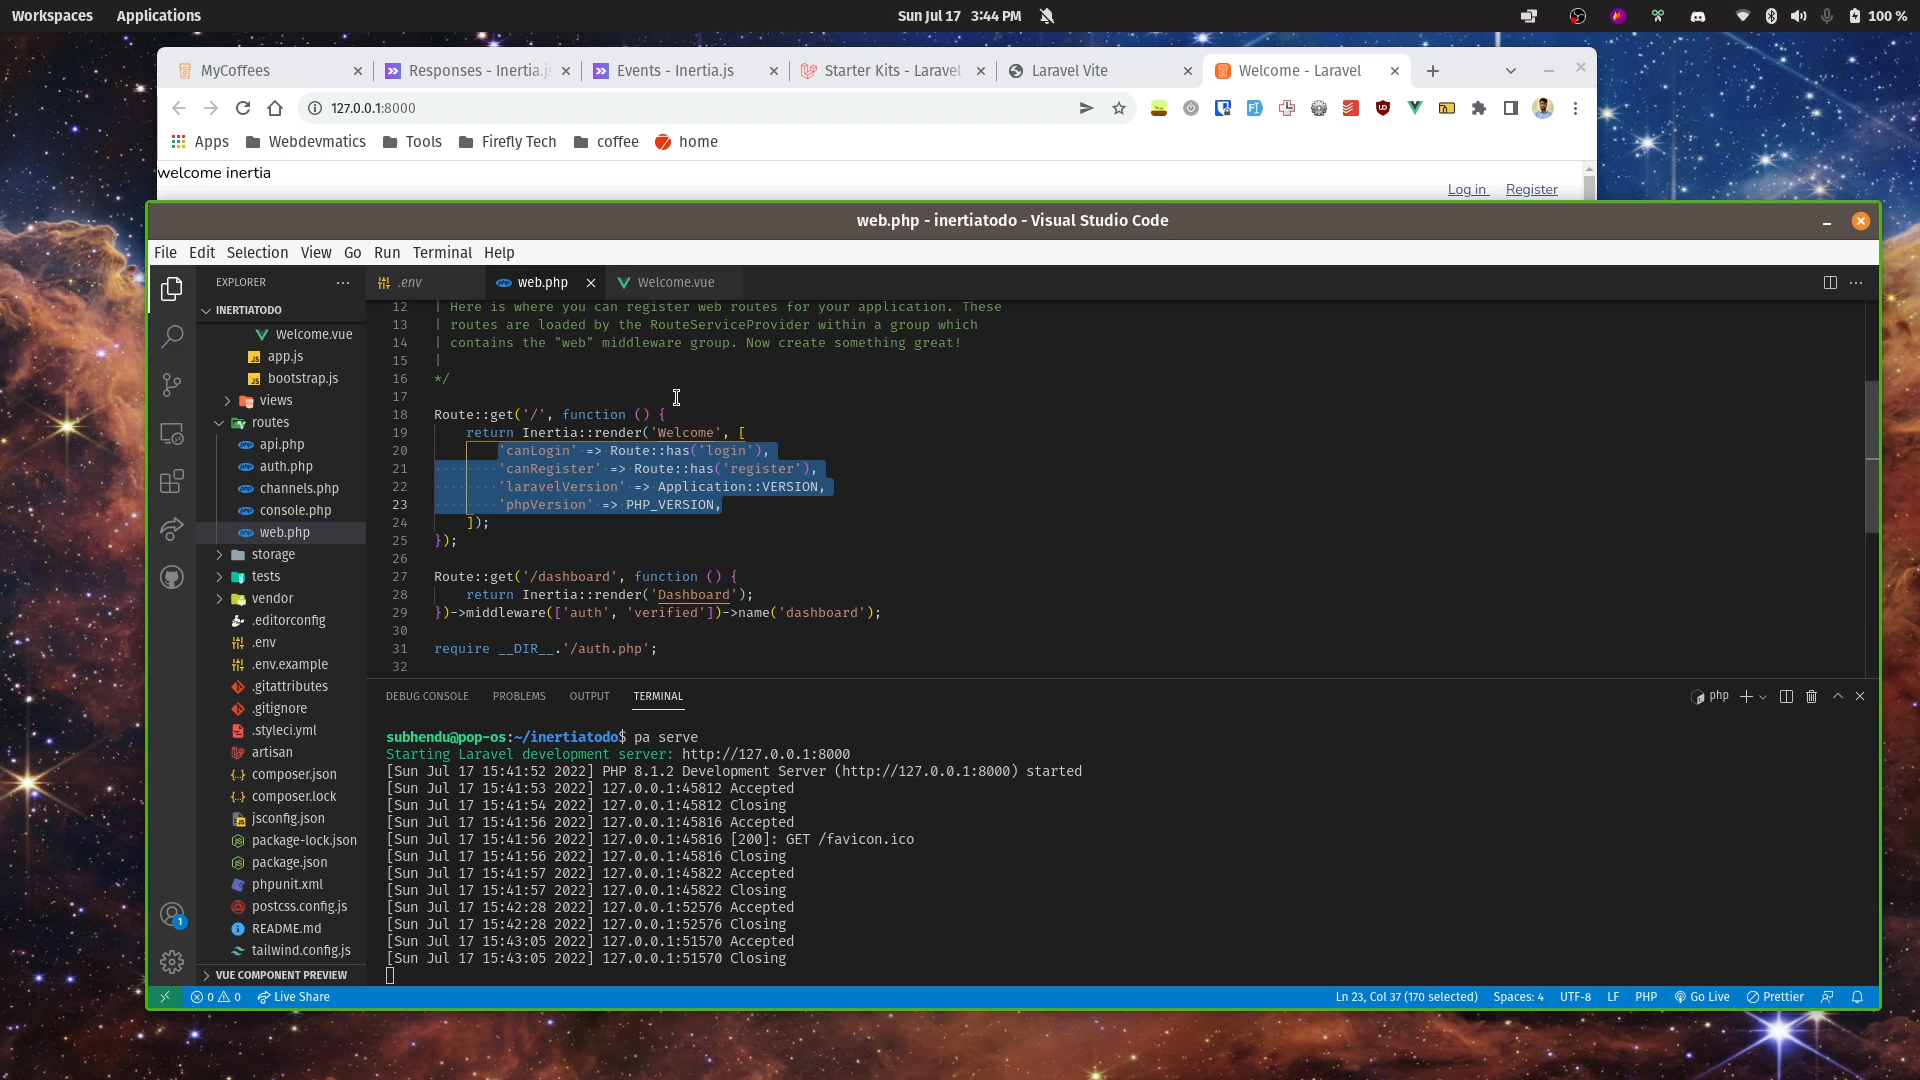 Workspaces Applications Sun Jul 17 3:44 PM 100 %
MyCoffees Responses - Inertia.js Events - Inertia.js Starter Kits - Laravel Laravel Vite Welcome - Laravel
127.0.0.1:8000
Apps Webdevmatics Tools Firefly Tech coffee home
welcome inertia
Log in Register
web.php - inertiatodo - Visual Studio Code
File Edit Selection View Go Run Terminal Help
EXPLORER
INERTIATODO
Welcome.vue
app.js
bootstrap.js
views
routes
api.php
auth.php
channels.php
console.php
web.php
storage
tests
vendor
.editorconfig
.env
.env.example
.gitattributes
.gitignore
.styleci.yml
artisan
composer.json
composer.lock
jsconfig.json
package-lock.json
package.json
phpunit.xml
postcss.config.js
README.md
tailwind.config.js
VUE COMPONENT PREVIEW
1
.env web.php Welcome.vue
12 | Here is where you can register web routes for your application. These
13 | routes are loaded by the RouteServiceProvider within a group which
14 | contains the "web" middleware group. Now create something great!
15 |
16 */
17
18 Route::get('/', function () {
19 return Inertia::render('Welcome', [
20 'canLogin' => Route::has('login'),
21 'canRegister' => Route::has('register'),
22 'laravelVersion' => Application::VERSION,
23 'phpVersion' => PHP_VERSION,
24 ]);
25 });
26
27 Route::get('/dashboard', function () {
28 return Inertia::render('Dashboard');
29 })->middleware(['auth', 'verified'])->name('dashboard');
30
31 require __DIR__.'/auth.php';
32
DEBUG CONSOLE PROBLEMS OUTPUT TERMINAL php
subhendu@pop-os:~/inertiatodo$ pa serve
Starting Laravel development server: http://127.0.0.1:8000
[Sun Jul 17 15:41:52 2022] PHP 8.1.2 Development Server (http://127.0.0.1:8000) started
[Sun Jul 17 15:41:53 2022] 127.0.0.1:45812 Accepted
[Sun Jul 17 15:41:54 2022] 127.0.0.1:45812 Closing
[Sun Jul 17 15:41:56 2022] 127.0.0.1:45816 Accepted
[Sun Jul 17 15:41:56 2022] 127.0.0.1:45816 [200]: GET /favicon.ico
[Sun Jul 17 15:41:56 2022] 127.0.0.1:45816 Closing
[Sun Jul 17 15:41:57 2022] 127.0.0.1:45822 Accepted
[Sun Jul 17 15:41:57 2022] 127.0.0.1:45822 Closing
[Sun Jul 17 15:42:28 2022] 127.0.0.1:52576 Accepted
[Sun Jul 17 15:42:28 2022] 127.0.0.1:52576 Closing
[Sun Jul 17 15:43:05 2022] 127.0.0.1:51570 Accepted
[Sun Jul 17 15:43:05 2022] 127.0.0.1:51570 Closing
0 0 Live Share Ln 23, Col 37 (170 selected) Spaces: 4 UTF-8 LF PHP Go Live Prettier